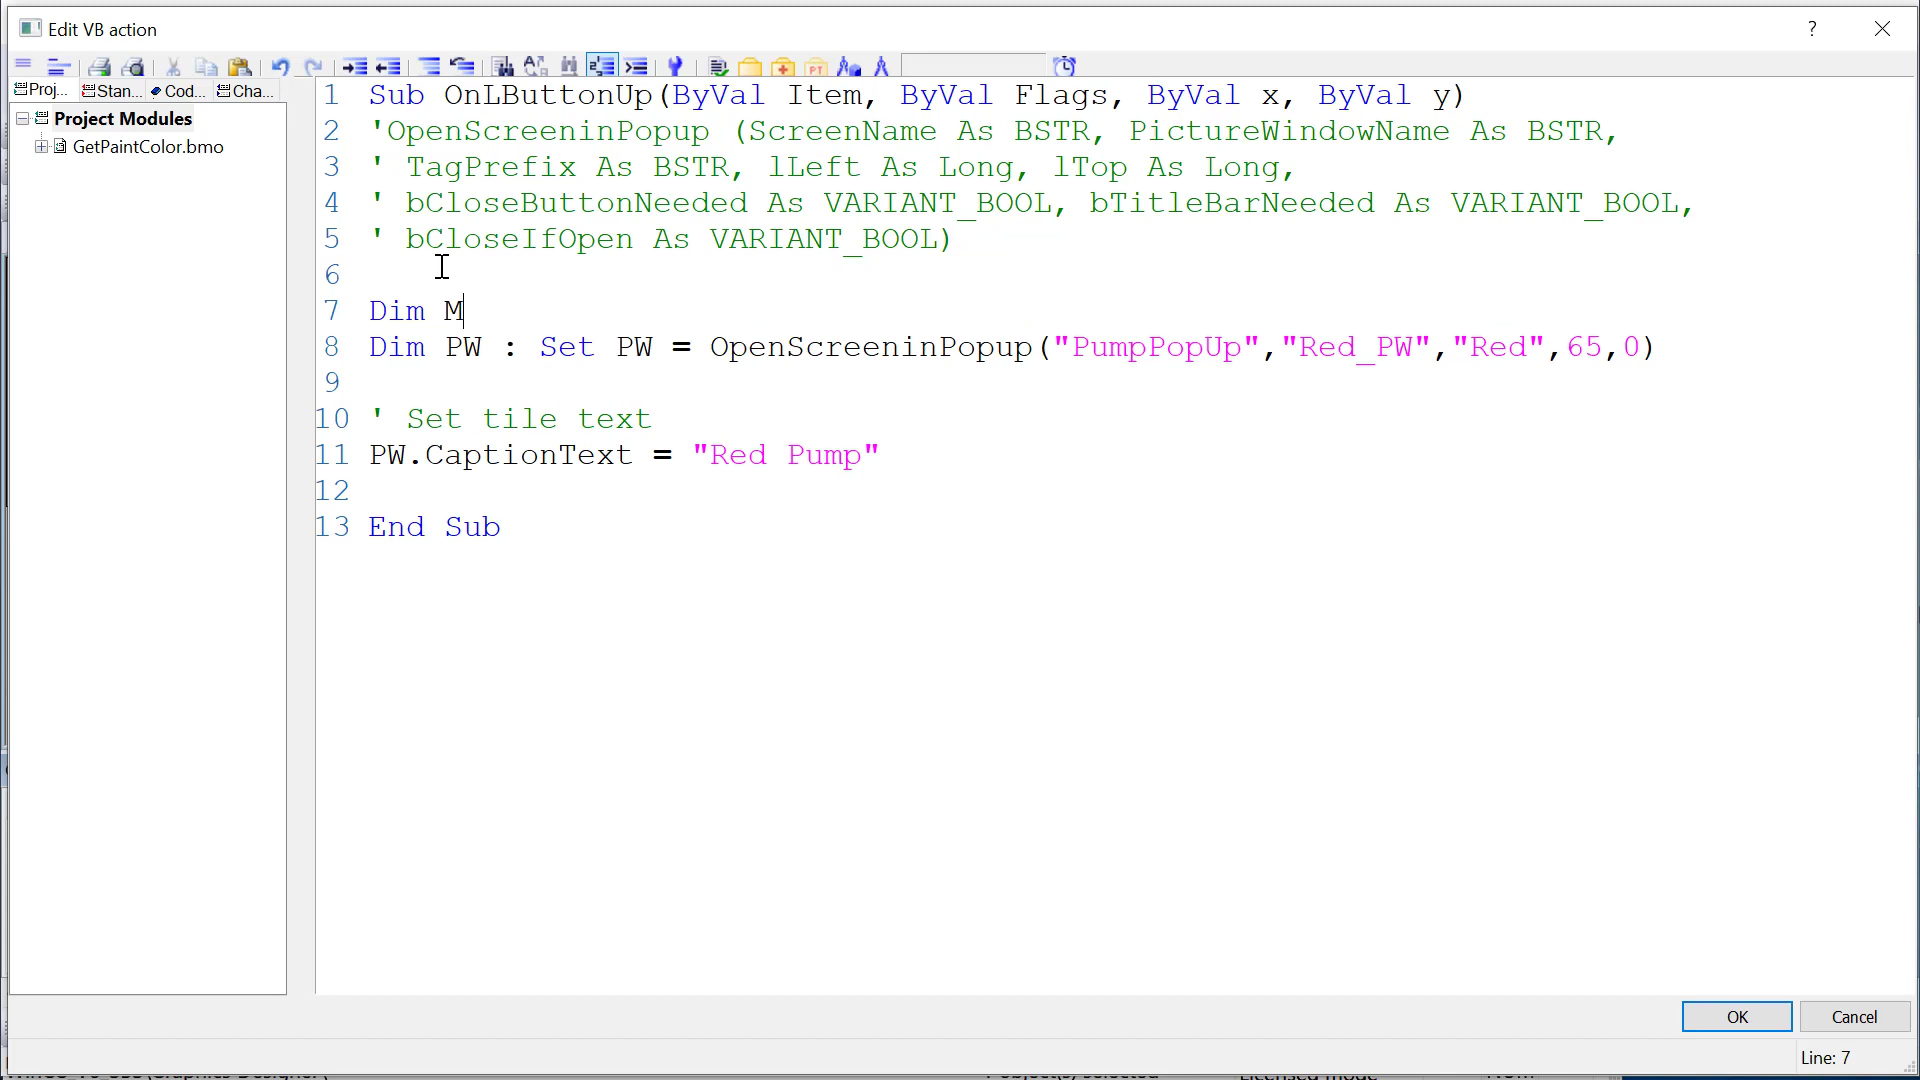 Edit VB action
?
Proj... Stan... Cod... Cha...
Project Modules
GetPaintColor.bmo
1 Sub OnLButtonUp(ByVal Item, ByVal Flags, ByVal x, ByVal y)
2 'OpenScreeninPopup (ScreenName As BSTR, PictureWindowName As BSTR,
3 ' TagPrefix As BSTR, lLeft As Long, lTop As Long,
4 ' bCloseButtonNeeded As VARIANT_BOOL, bTitleBarNeeded As VARIANT_BOOL,
5 ' bCloseIfOpen As VARIANT_BOOL)
6
7 Dim M
8 Dim PW : Set PW = OpenScreeninPopup("PumpPopUp","Red_PW","Red",65,0)
9
10 ' Set tile text
11 PW.CaptionText = "Red Pump"
12
13 End Sub
OK Cancel
Line: 7